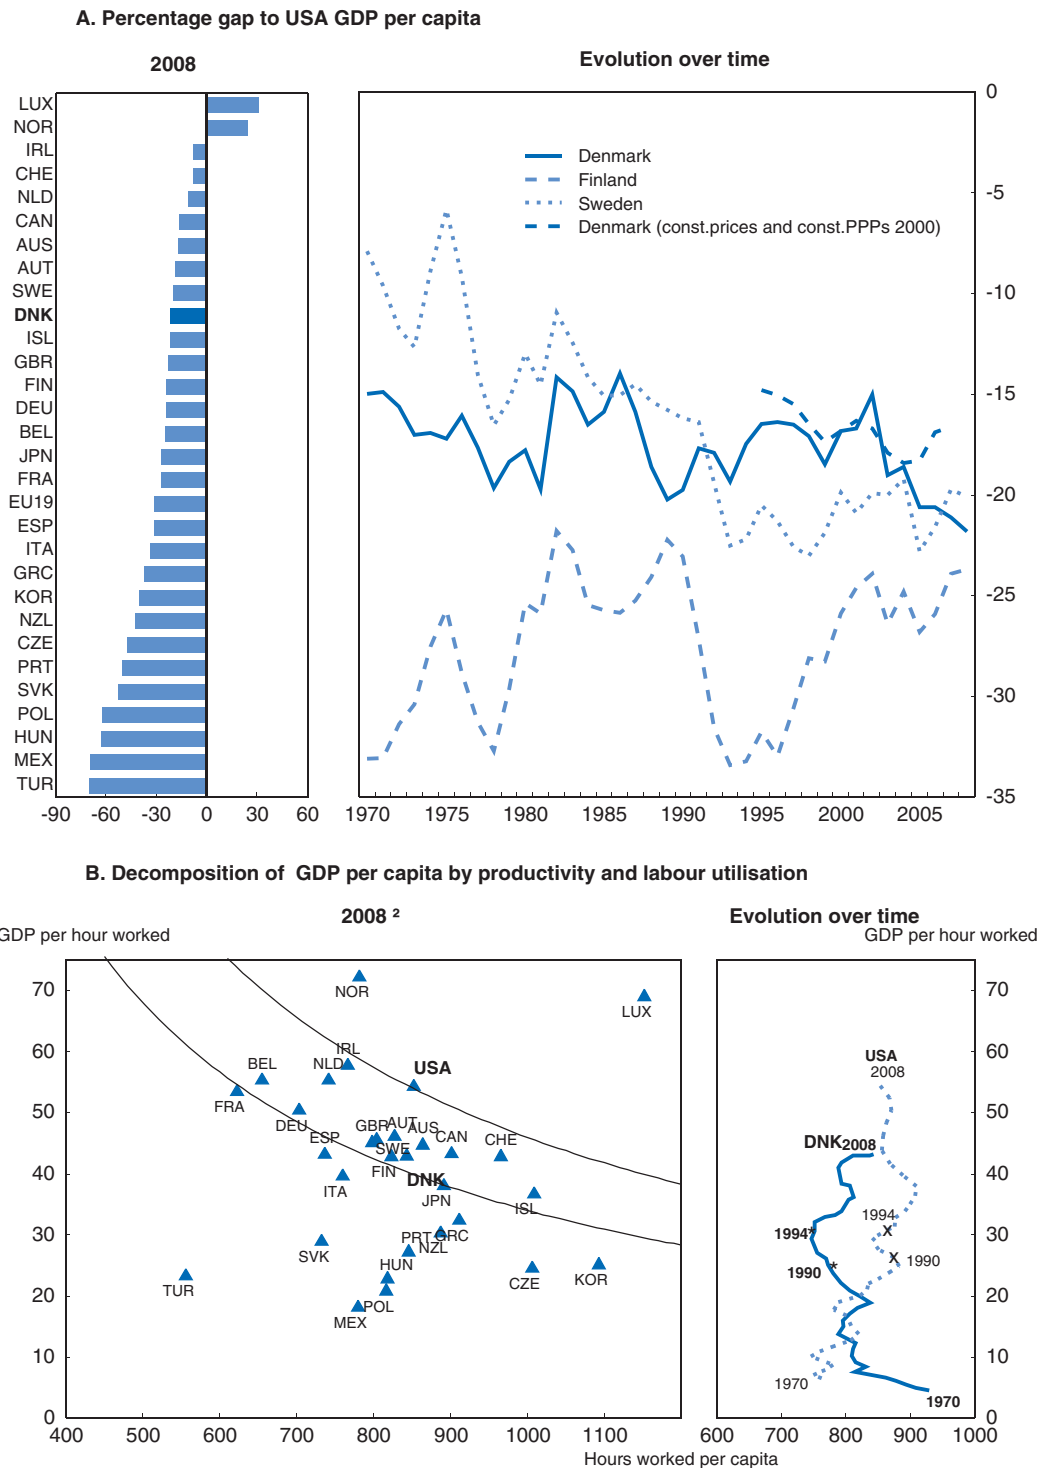 A. Percentage gap to USA GDP per capita
2008
LUX
NOR
IRL
CHE
NLD
CAN
AUS
AUT
SWE
DNK
ISL
GBR
FIN
DEU
BEL
JPN
FRA
EU19
ESP
ITA
GRC
KOR
NZL
CZE
PRT
SVK
POL
HUN
MEX
TUR
-90 -60 -30 0 30 60
Evolution over time
0
-5
-10
-15
-20
-25
-30
-35
Denmark
Finland
Sweden
Denmark (const.prices and const.PPPs 2000)
1970 1975 1980 1985 1990 1995 2000 2005
B. Decomposition of GDP per capita by productivity and labour utilisation
2008 ²
GDP per hour worked
70
60
50
40
30
20
10
0
NOR
LUX
IRL
BEL
NLD
USA
FRA
DEU
GBR
AUT
AUS
ESP
SWE
CAN
CHE
FIN
DNK
ITA
JPN
ISL
PRT
GRC
NZL
SVK
HUN
CZE
KOR
TUR
POL
MEX
400 500 600 700 800 900 1000 1100
Evolution over time
GDP per hour worked
70
60
50
40
30
20
10
0
USA
2008
DNK2008
1994
X
1994*
X
1990
1990 *
1970
1970
600 700 800 900 1000
Hours worked per capita